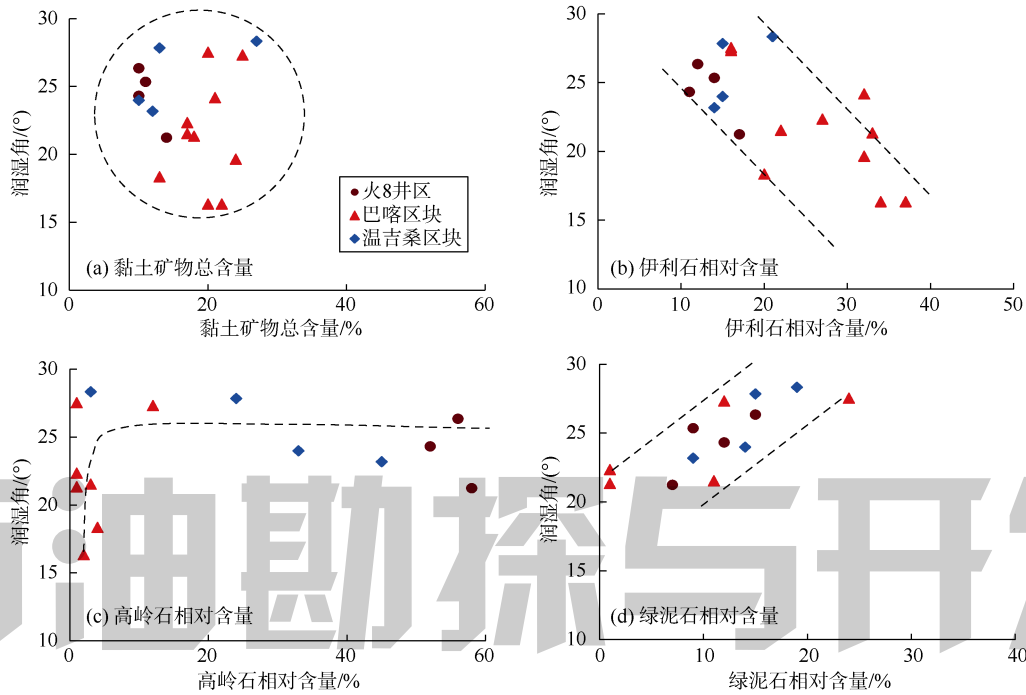 30
25
20
15
10
润湿角/(°)
火8井区
巴喀区块
温吉桑区块
(a) 黏土矿物总含量
0
20
40
60
黏土矿物总含量/%
30
25
20
15
10
润湿角/(°)
(b) 伊利石相对含量
0
10
20
30
40
50
伊利石相对含量/%
30
25
20
15
10
润湿角/(°)
(c) 高岭石相对含量
0
20
40
60
高岭石相对含量/%
30
25
20
15
10
润湿角/(°)
(d) 绿泥石相对含量
0
10
20
30
40
绿泥石相对含量/%
油勘探与开